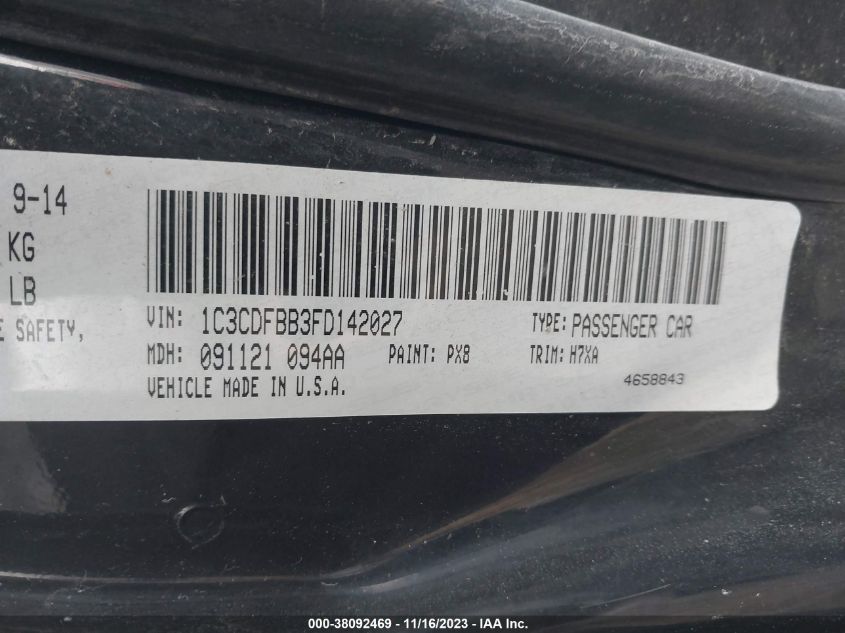 9-14
KG
LB
E SAFETY,
VIN: 1C3CDFBB3FD142027 TYPE: PASSENGER CAR
MDH: 091121 094AA PAINT: PX8 TRIM: H7XA
VEHICLE MADE IN U.S.A. 4658843
000-38092469 - 11/16/2023 - IAA Inc.